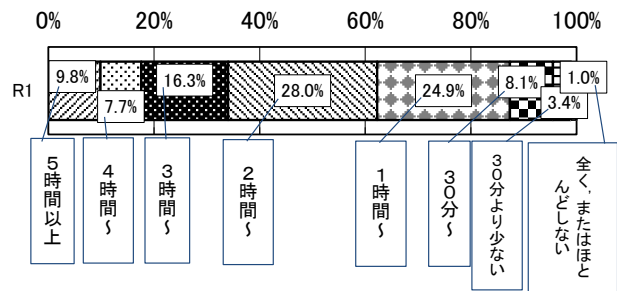 0% 20% 40% 60% 80% 100%
R1
9.8%
7.7%
16.3%
28.0%
24.9%
8.1%
3.4%
1.0%
５時間以上
４時間～
３時間～
２時間～
１時間～
３０分～
３０分より少ない
全く，またはほと
んどしない